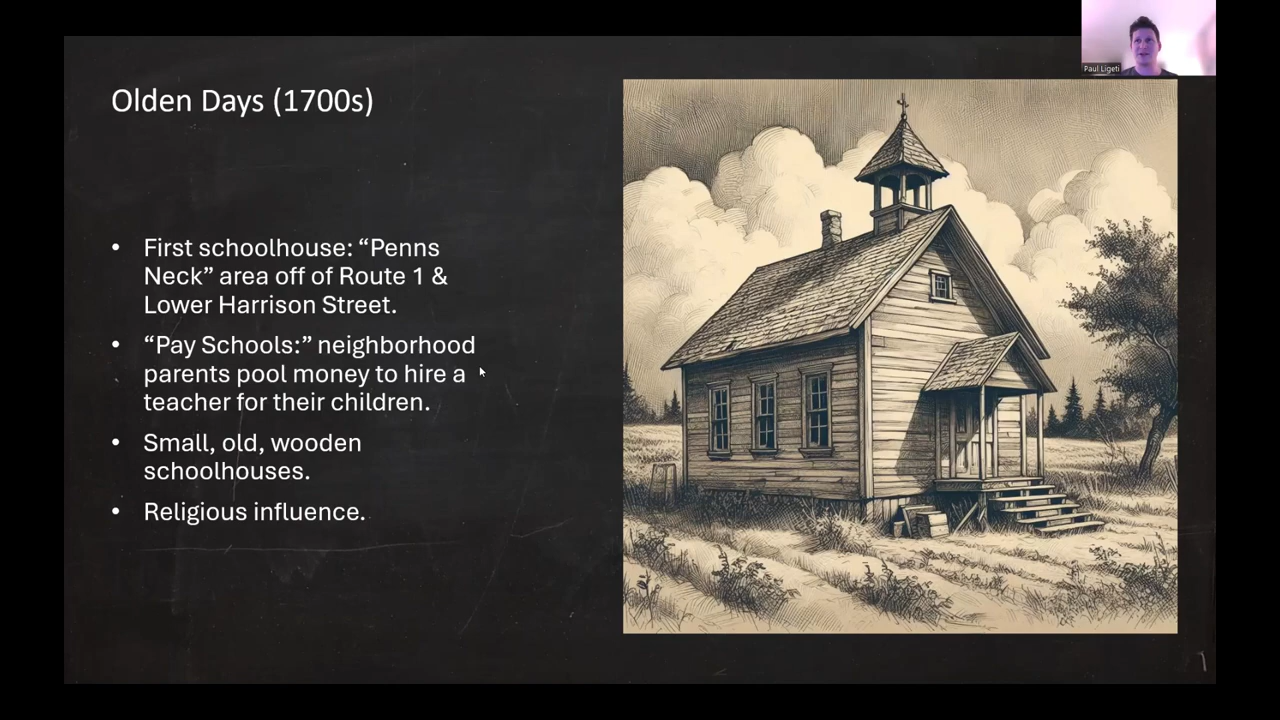 Paul Ligeti
Olden Days (1700s)
• First schoolhouse: “Penns
Neck” area off of Route 1 &
Lower Harrison Street.
• “Pay Schools:” neighborhood
parents pool money to hire a
teacher for their children.
• Small, old, wooden
schoolhouses.
• Religious influence.